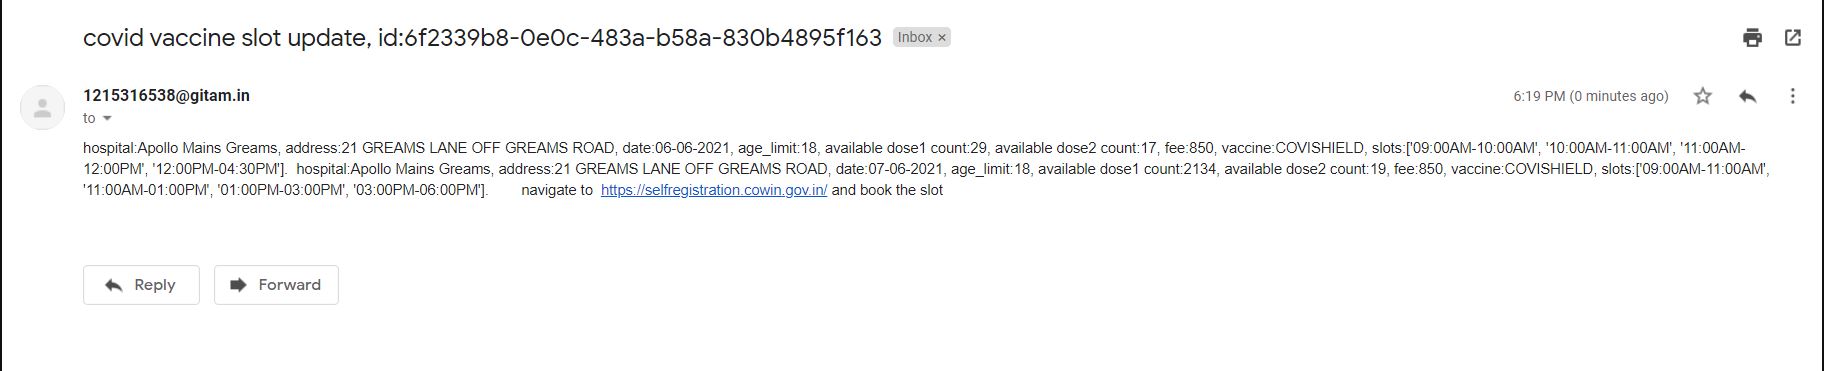 covid vaccine slot update, id:6f2339b8-0e0c-483a-b58a-830b4895f163 Inbox ×
1215316538@gitam.in 6:19 PM (0 minutes ago)
to
hospital:Apollo Mains Greams, address:21 GREAMS LANE OFF GREAMS ROAD, date:06-06-2021, age_limit:18, available dose1 count:29, available dose2 count:17, fee:850, vaccine:COVISHIELD, slots:['09:00AM-10:00AM', '10:00AM-11:00AM', '11:00AM-
12:00PM', '12:00PM-04:30PM']. hospital:Apollo Mains Greams, address:21 GREAMS LANE OFF GREAMS ROAD, date:07-06-2021, age_limit:18, available dose1 count:2134, available dose2 count:19, fee:850, vaccine:COVISHIELD, slots:['09:00AM-11:00AM',
'11:00AM-01:00PM', '01:00PM-03:00PM', '03:00PM-06:00PM']. navigate to https://selfregistration.cowin.gov.in/ and book the slot
Reply Forward